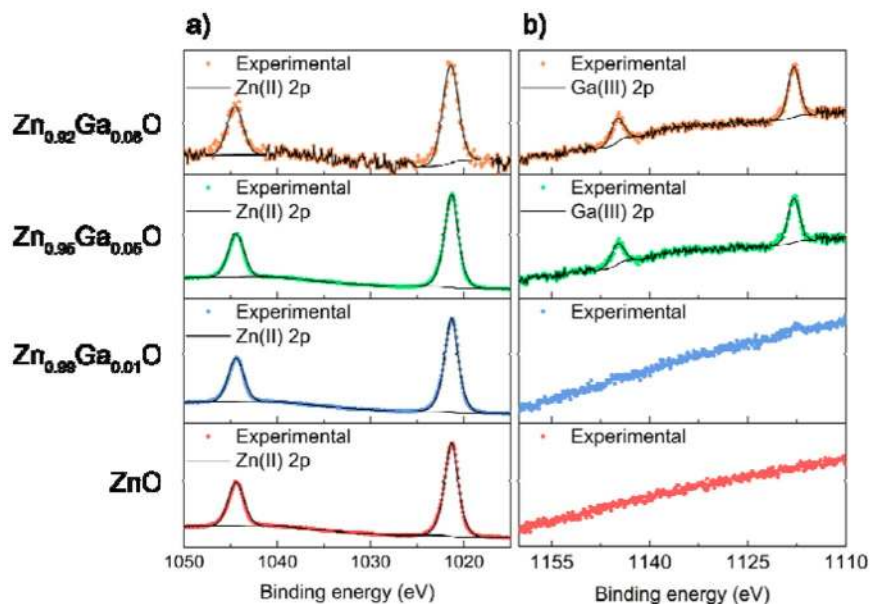 a)
b)
Zn0.92Ga0.08O
Experimental
Zn(II) 2p
Experimental
Ga(III) 2p
Zn0.95Ga0.05O
Experimental
Zn(II) 2p
Experimental
Ga(III) 2p
Zn0.99Ga0.01O
Experimental
Zn(II) 2p
Experimental
ZnO
Experimental
Zn(II) 2p
Experimental
1050 1040 1030 1020
1155 1140 1125 1110
Binding energy (eV)
Binding energy (eV)